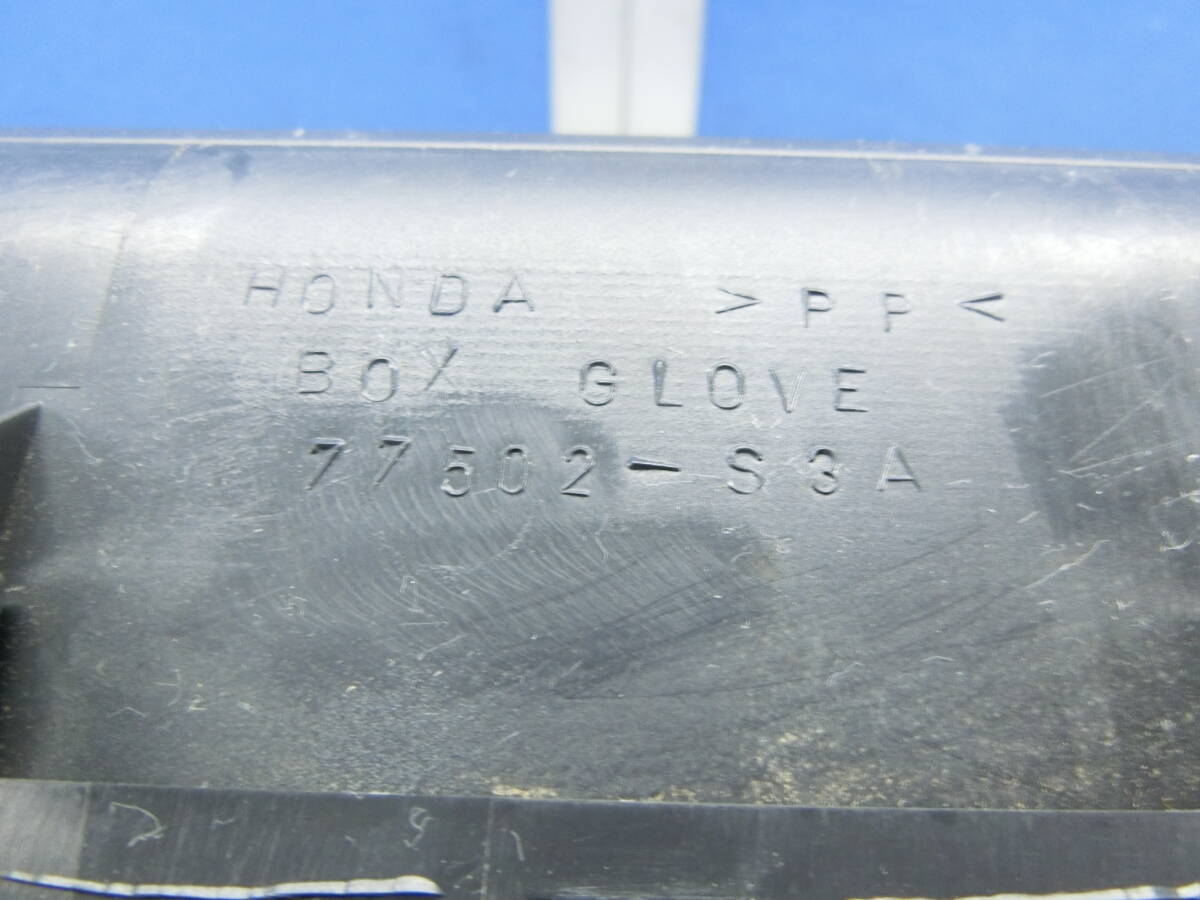 HONDA >PP<
BOX GLOVE
77502-S3A